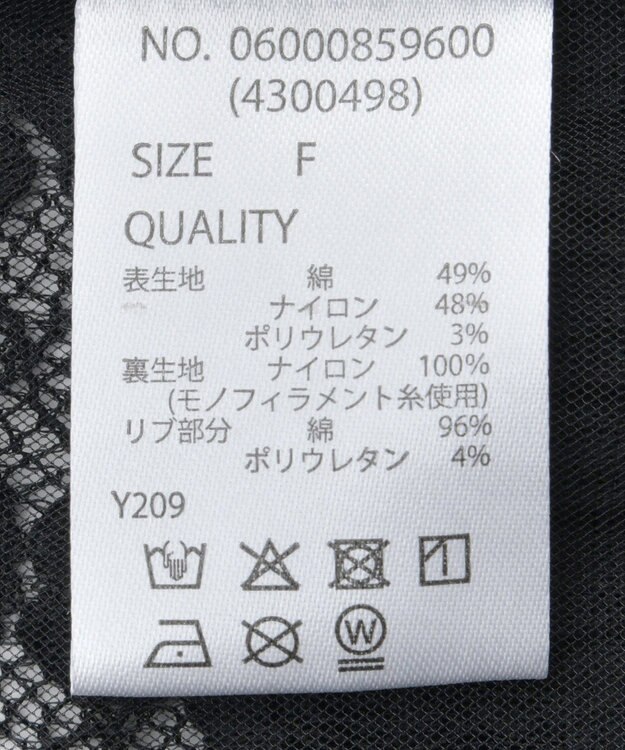 NO. 06000859600
(4300498)
SIZE F
QUALITY
表生地 綿 49%
ナイロン 48%
ポリウレタン 3%
裏生地 ナイロン 100%
(モノフィラメント糸使用)
リブ部分 綿 96%
ポリウレタン 4%
Y209
W